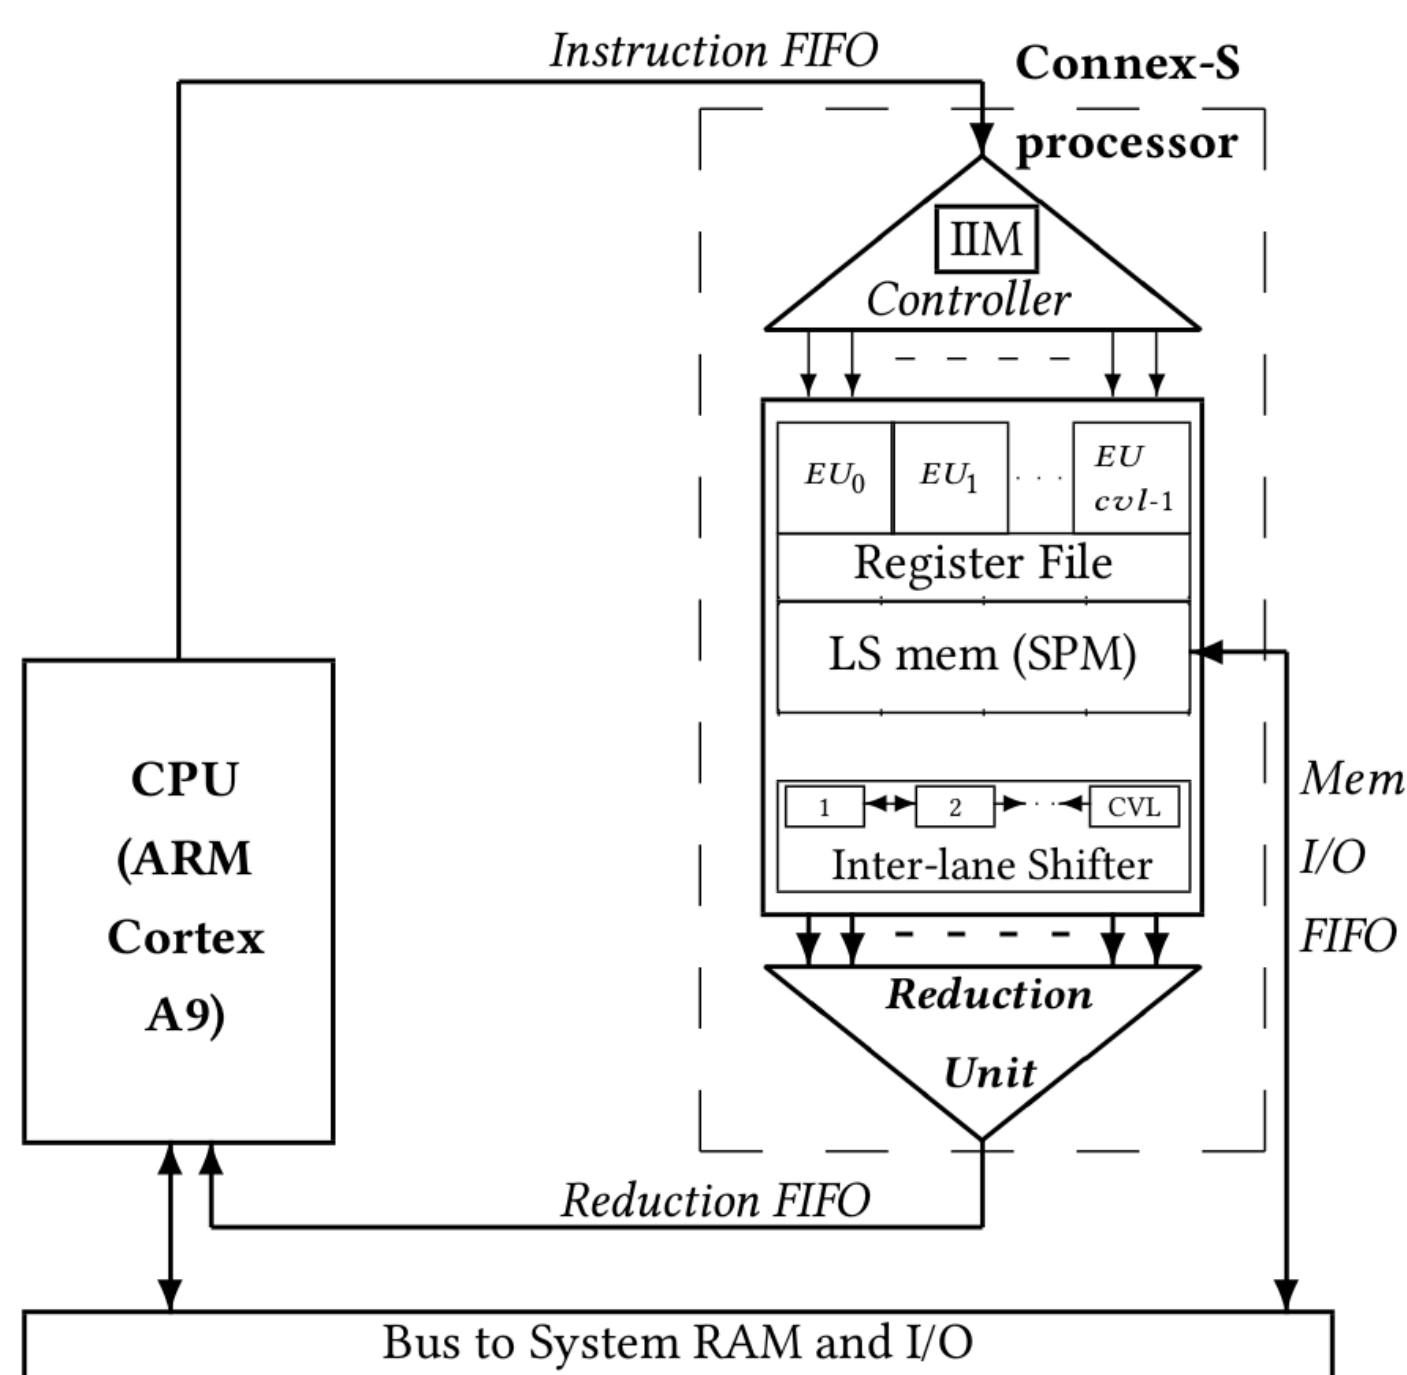 Instruction FIFO
Connex-S
processor
IIM
Controller
EU0
EU1
. . .
EU
cvl-1
Register File
LS mem (SPM)
CPU
(ARM
Cortex
A9)
Mem
I/O
FIFO
1
2
. .
CVL
Inter-lane Shifter
Reduction
Unit
Reduction FIFO
Bus to System RAM and I/O